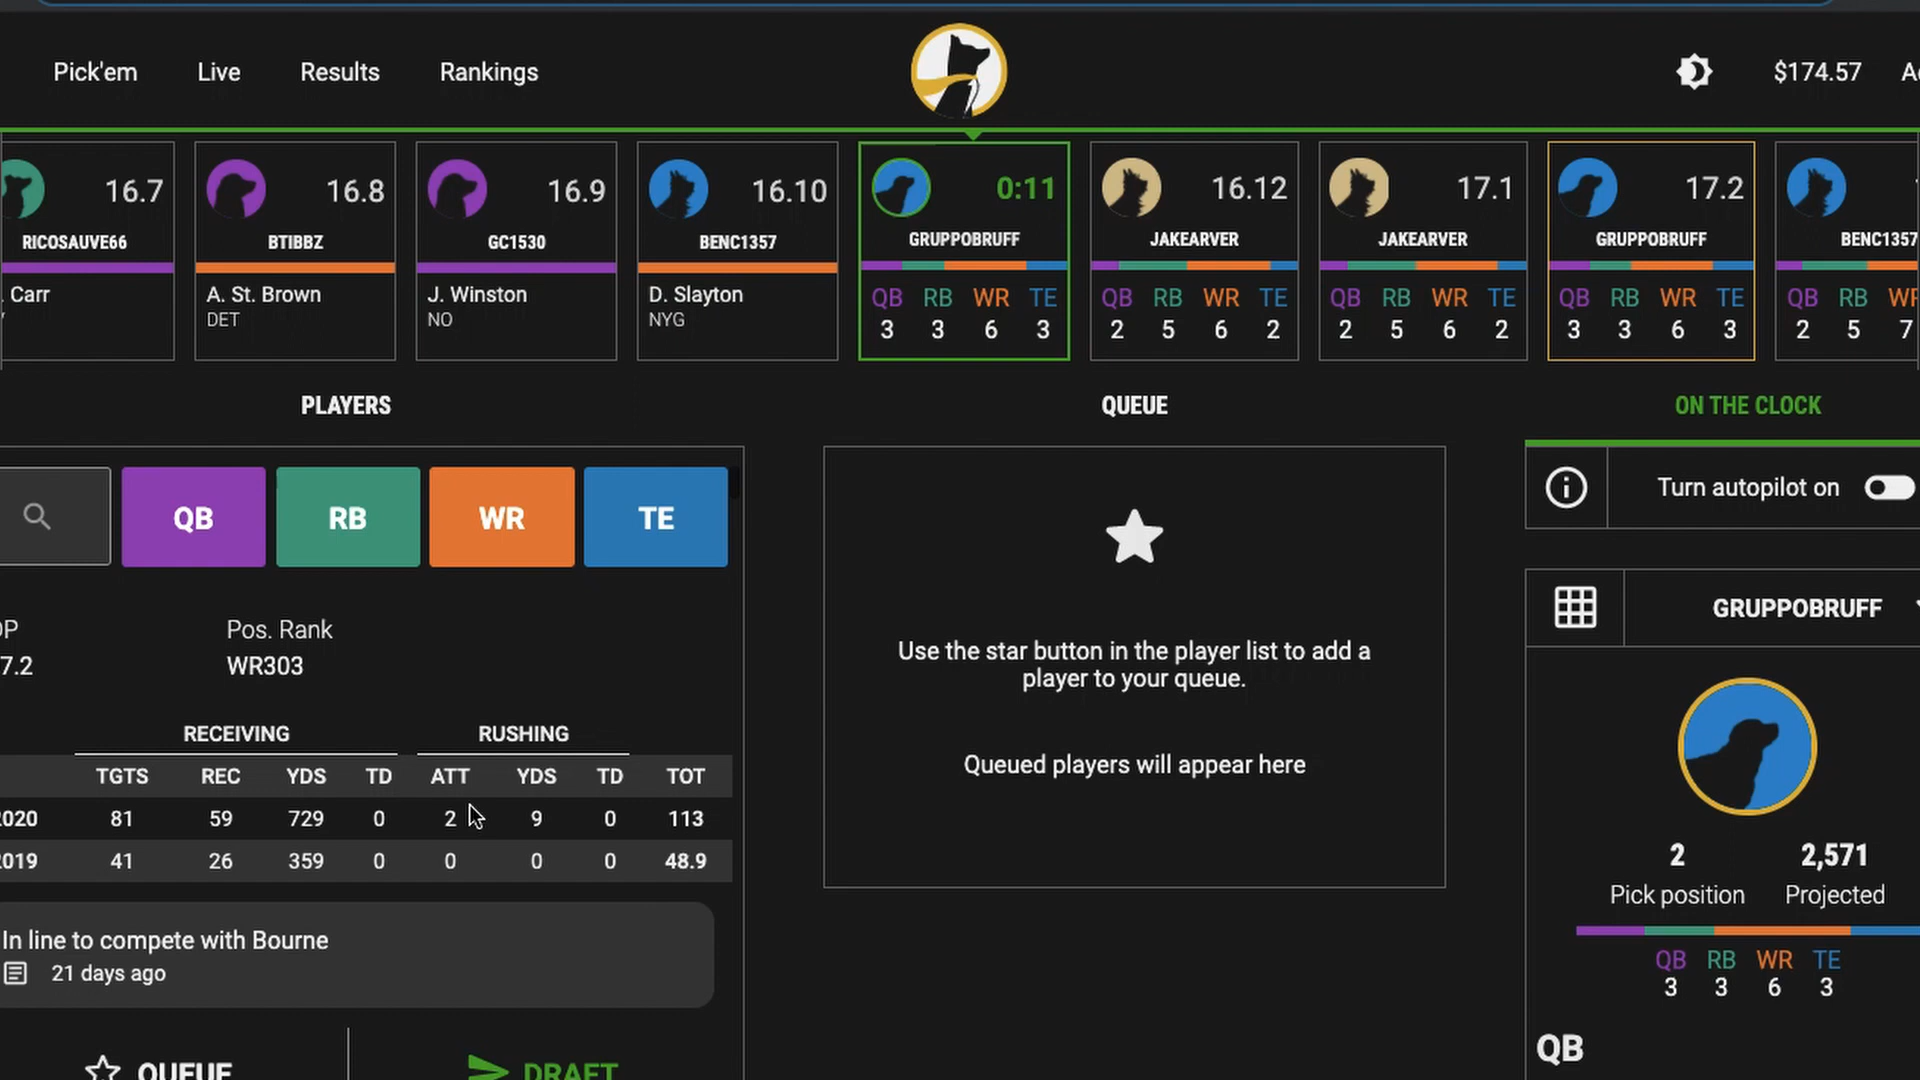 Pick'em Live Results Rankings $174.57
16.7 16.8 16.9 16.10 0:11 16.12 17.1 17.2
RICOSAUVE66 BTIBBZ GC1530 BENC1357 GRUPPOBRUFF JAKEARVER JAKEARVER GRUPPOBRUFF BENC1357
. Carr A. St. Brown J. Winston D. Slayton QB RB WR TE QB RB WR TE QB RB WR TE QB RB WR TE QB RB WR
DET NO NYG 3 3 6 3 2 5 6 2 2 5 6 2 3 3 6 3 2 5 7
PLAYERS QUEUE ON THE CLOCK
QB RB WR TE
Turn autopilot on
GRUPPOBRUFF
Pos. Rank
7.2 WR303
Use the star button in the player list to add a
player to your queue.
Queued players will appear here
RECEIVING RUSHING
TGTS REC YDS TD ATT YDS TD TOT
2020 81 59 729 0 2 9 0 113
2019 41 26 359 0 0 0 0 48.9
In line to compete with Bourne
21 days ago
QUEUE DRAFT
2 2,571
Pick position Projected
QB RB WR TE
3 3 6 3
QB